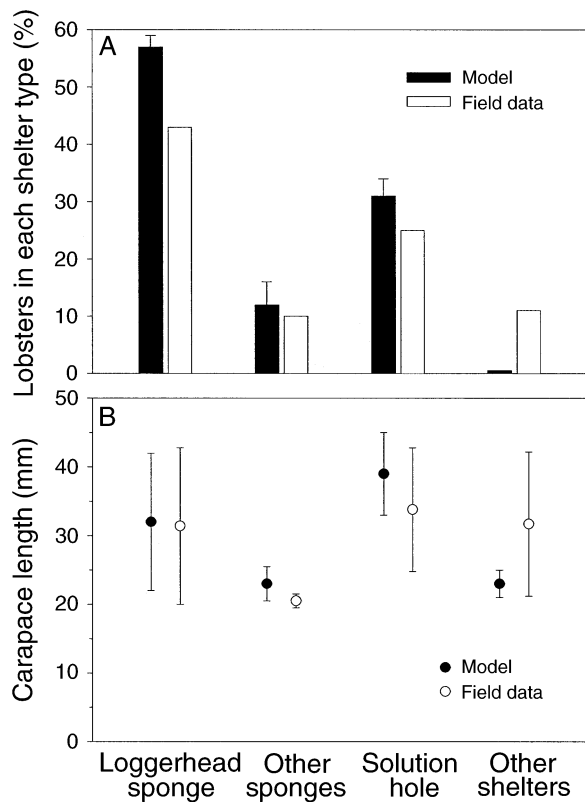 Lobsters in each shelter type (%)
60
50
40
30
20
10
0
A
Model
Field data
Carapace length (mm)
50
40
30
20
10
0
B
Model
Field data
Loggerhead
sponge
Other
sponges
Solution
hole
Other
shelters